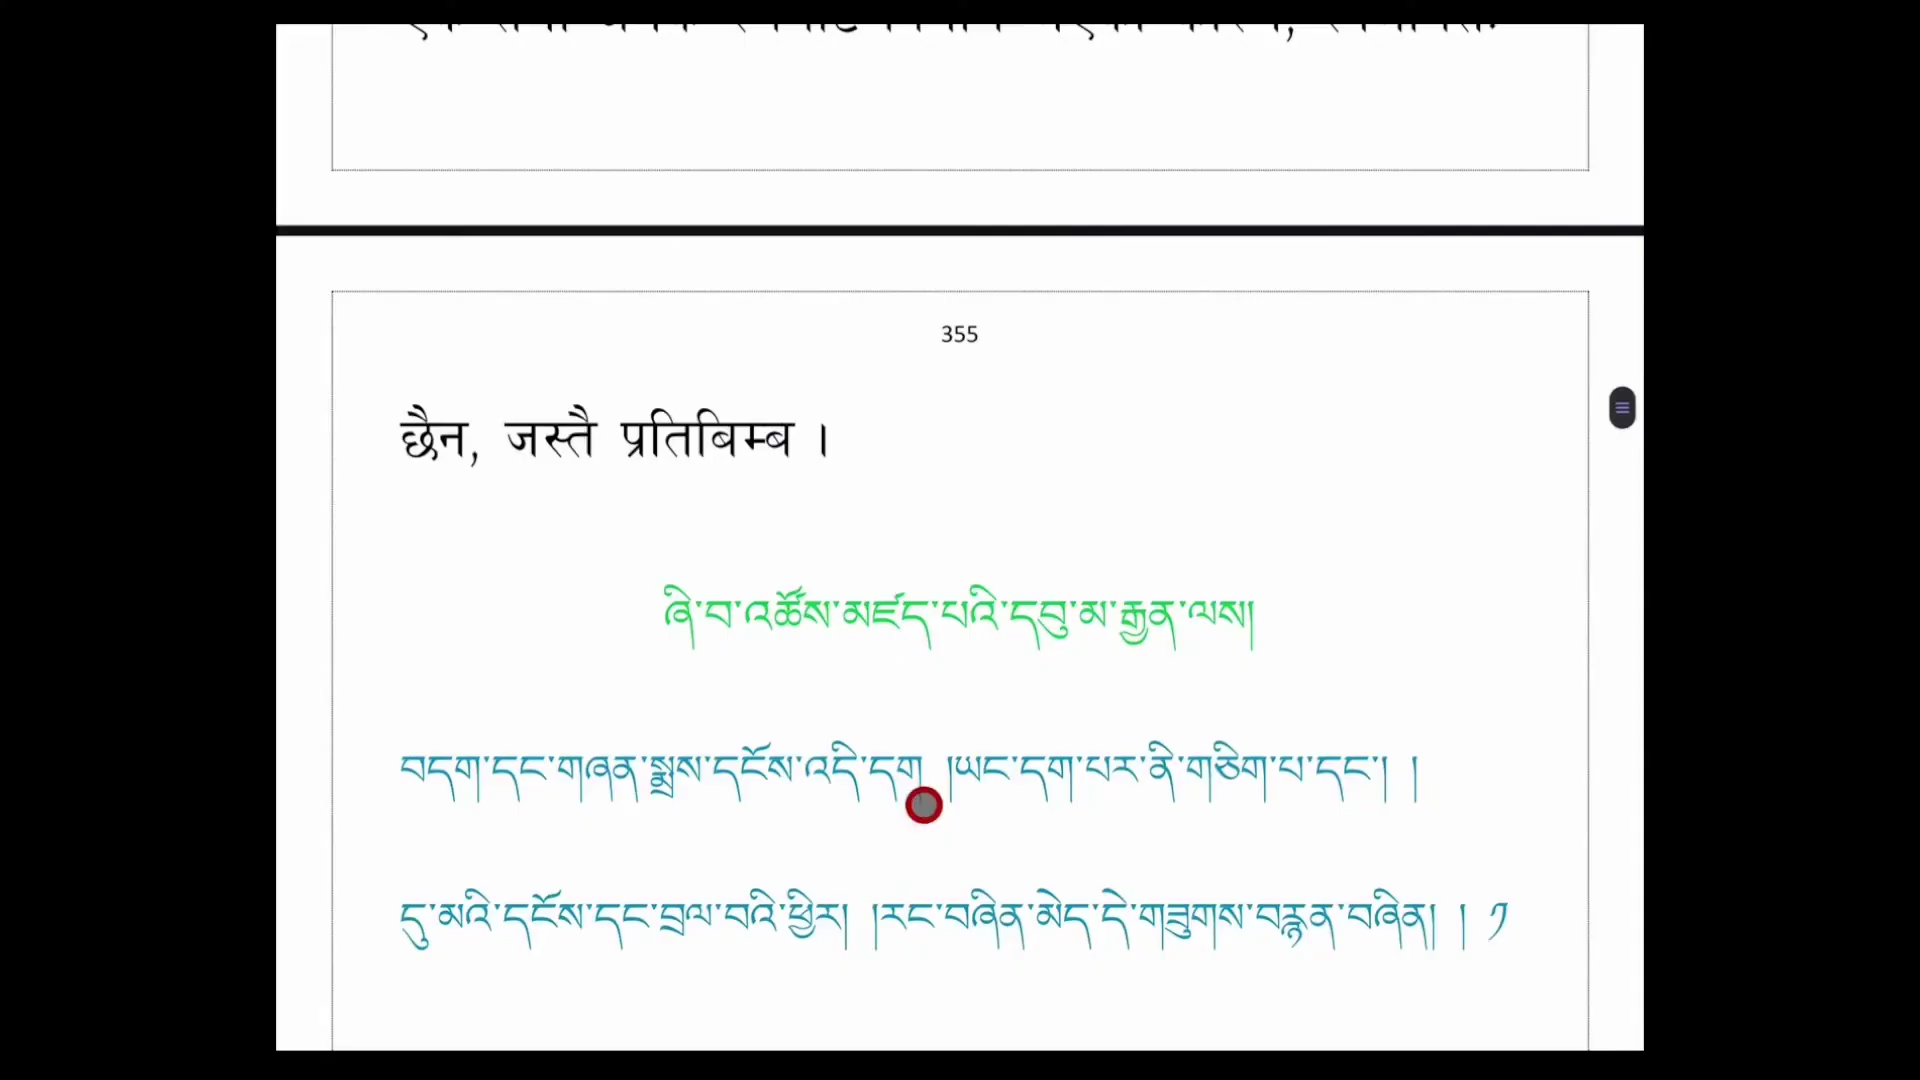 355
छैन, जस्तै प्रतिबिम्ब ।
ཞི་བ་འཚོས་མཛད་པའི་དབུ་མ་རྒྱན་ལས།
བདག་དང་གཞན་སྨྲས་དངོས་འདི་དག །ཡང་དག་པར་ནི་གཅིག་པ་དང་། །
དུ་མའི་དངོས་དང་བྲལ་བའི་ཕྱིར། །རང་བཞིན་མེད་དེ་གཟུགས་བརྙན་བཞིན། ། ༡